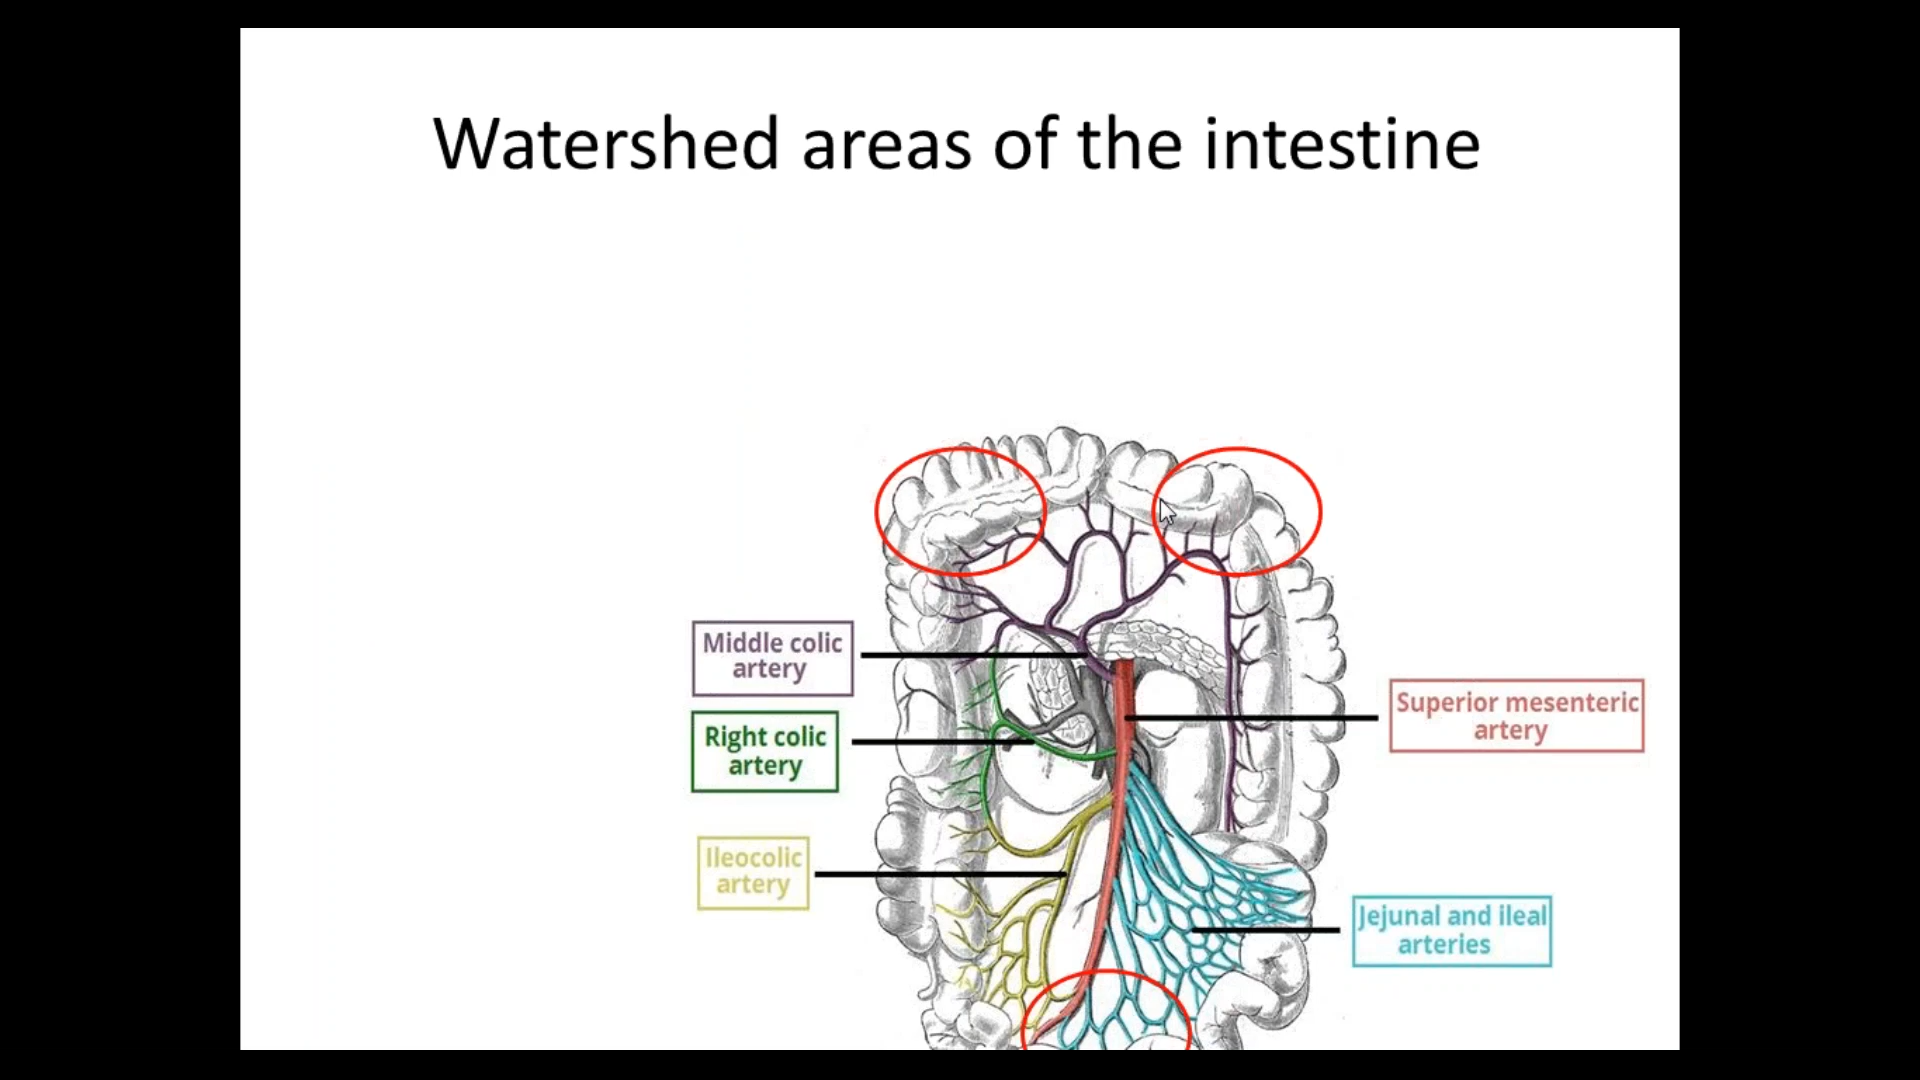 Watershed areas of the intestine
Middle colic
artery
Right colic
artery
Ileocolic
artery
Superior mesenteric
artery
Jejunal and ileal
arteries